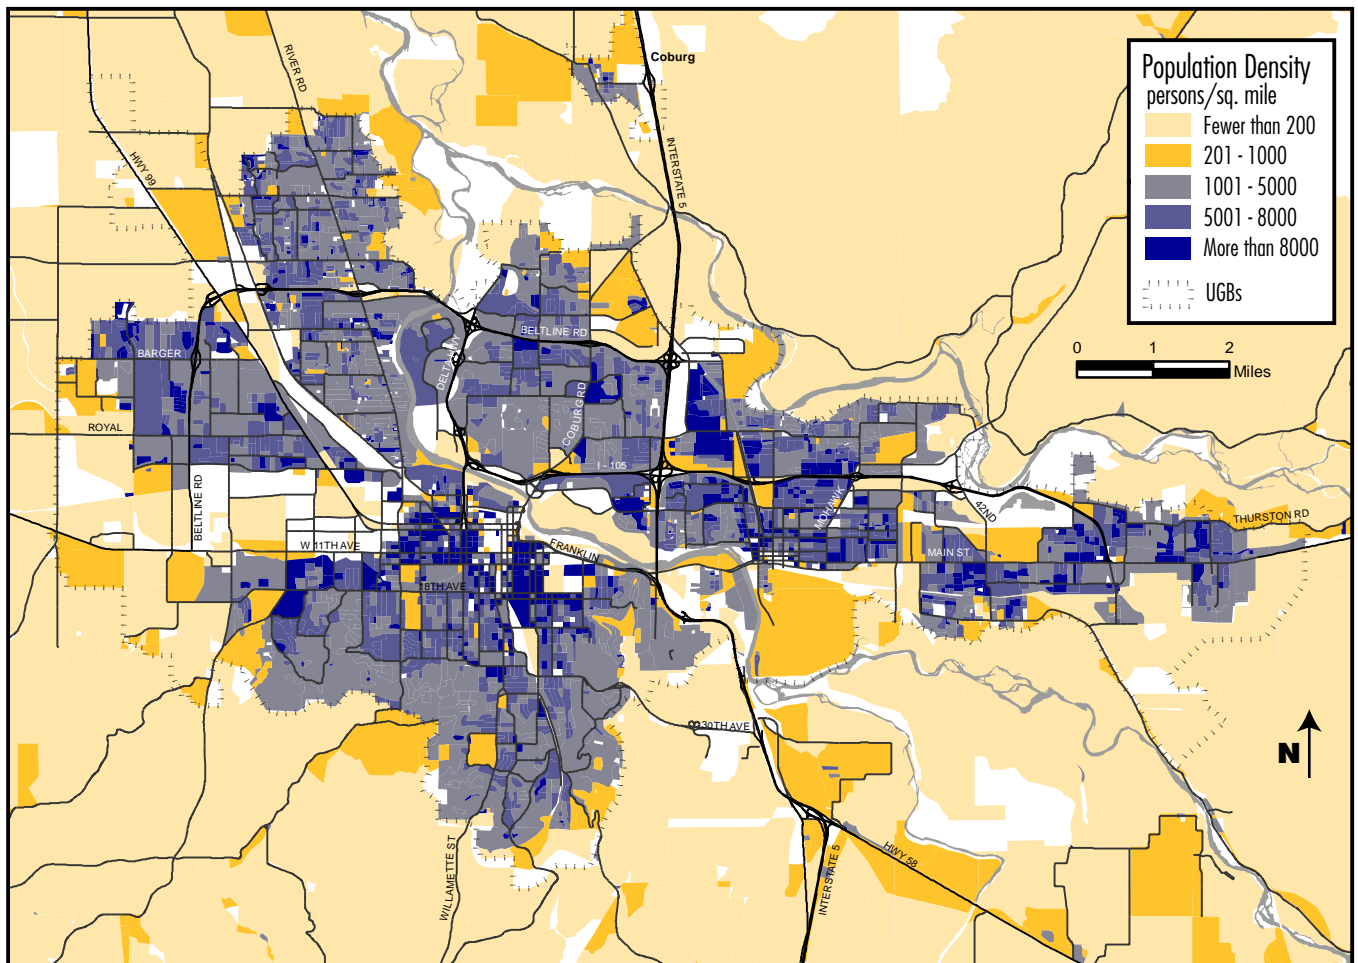 Coburg
Population Density
persons/sq. mile
Fewer than 200
201 - 1000
1001 - 5000
5001 - 8000
More than 8000
UGBs
0 1 2
Miles
RIVER RD
HWY 99
INTERSTATE 5
BELTLINE RD
DELTA HWY
BARGER
COBURG RD
ROYAL
I - 105
BELTLINE RD
MOHAWK
42ND
THURSTON RD
W 11TH AVE
FRANKLIN
MAIN ST
18TH AVE
30TH AVE
N
WILLAMETTE ST
INTERSTATE 5
HWY 58